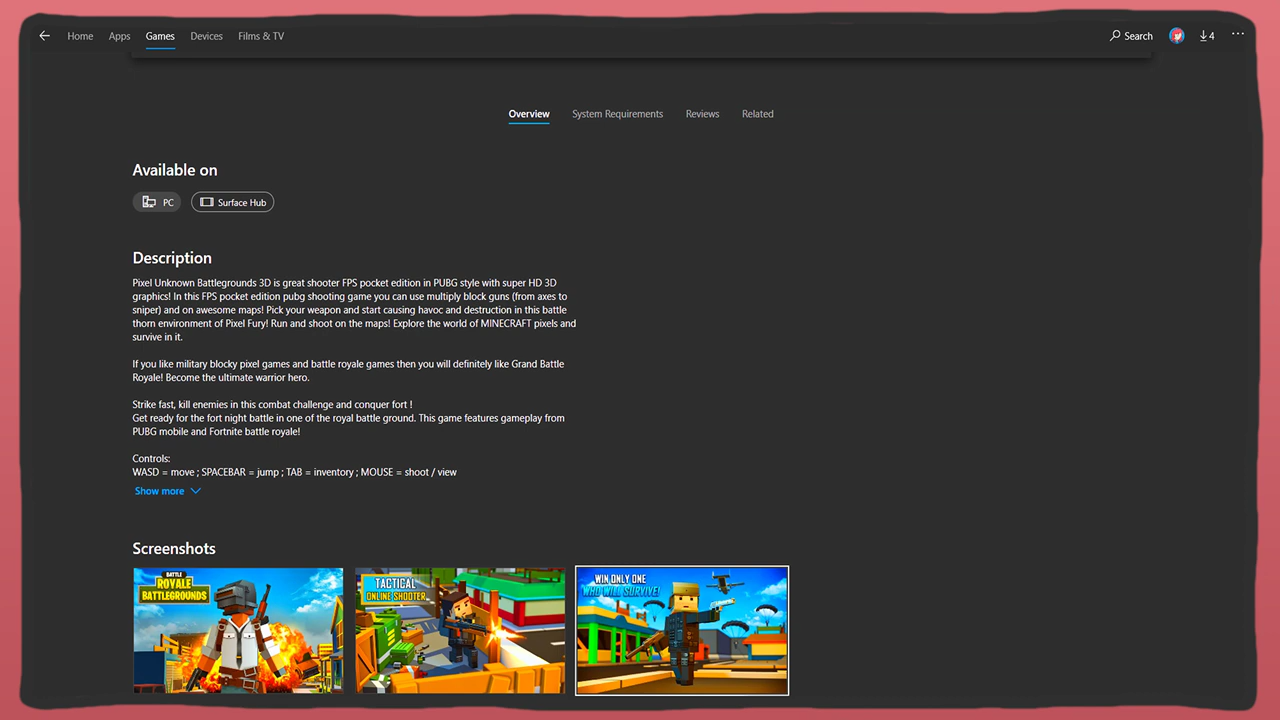 Home Apps Games Devices Films & TV Search 4
Overview System Requirements Reviews Related
Available on
PC Surface Hub
Description
Pixel Unknown Battlegrounds 3D is great shooter FPS pocket edition in PUBG style with super HD 3D
graphics! In this FPS pocket edition pubg shooting game you can use multiply block guns (from axes to
sniper) and on awesome maps! Pick your weapon and start causing havoc and destruction in this battle
thorn environment of Pixel Fury! Run and shoot on the maps! Explore the world of MINECRAFT pixels and
survive in it.
If you like military blocky pixel games and battle royale games then you will definitely like Grand Battle
Royale! Become the ultimate warrior hero.
Strike fast, kill enemies in this combat challenge and conquer fort !
Get ready for the fort night battle in one of the royal battle ground. This game features gameplay from
PUBG mobile and Fortnite battle royale!
Controls:
WASD = move ; SPACEBAR = jump ; TAB = inventory ; MOUSE = shoot / view
Show more
Screenshots
BATTLE
ROYALE
BATTLEGROUNDS
TACTICAL
ONLINE SHOOTER
WIN ONLY ONE
WHO WILL SURVIVE!